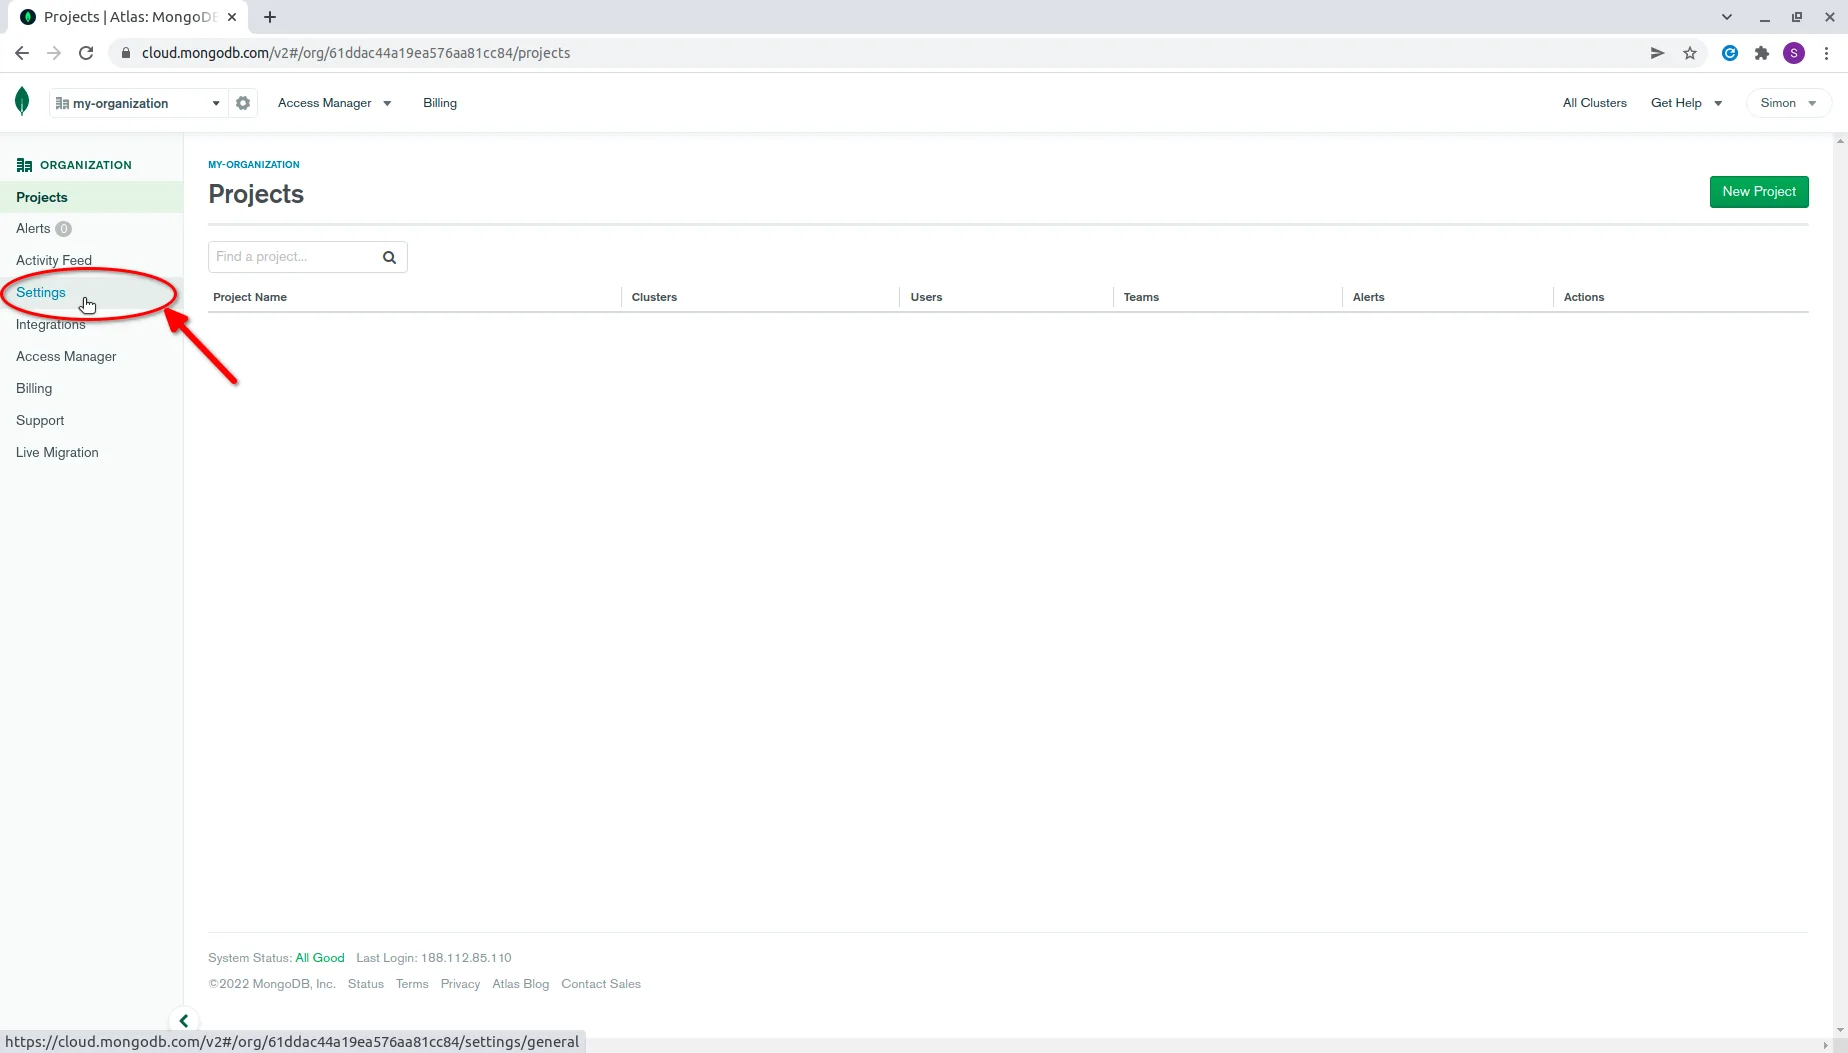 Projects | Atlas: MongoDB
cloud.mongodb.com/v2#/org/61ddac44a19ea576aa81cc84/projects
S
my-organization
Access Manager
Billing
All Clusters
Get Help
Simon
ORGANIZATION
Projects
Alerts 0
Activity Feed
Settings
Integrations
Access Manager
Billing
Support
Live Migration
MY-ORGANIZATION
Projects
New Project
Find a project...
Project Name Clusters Users Teams Alerts Actions
System Status: All Good Last Login: 188.112.85.110
©2022 MongoDB, Inc. Status Terms Privacy Atlas Blog Contact Sales
https://cloud.mongodb.com/v2#/org/61ddac44a19ea576aa81cc84/settings/general